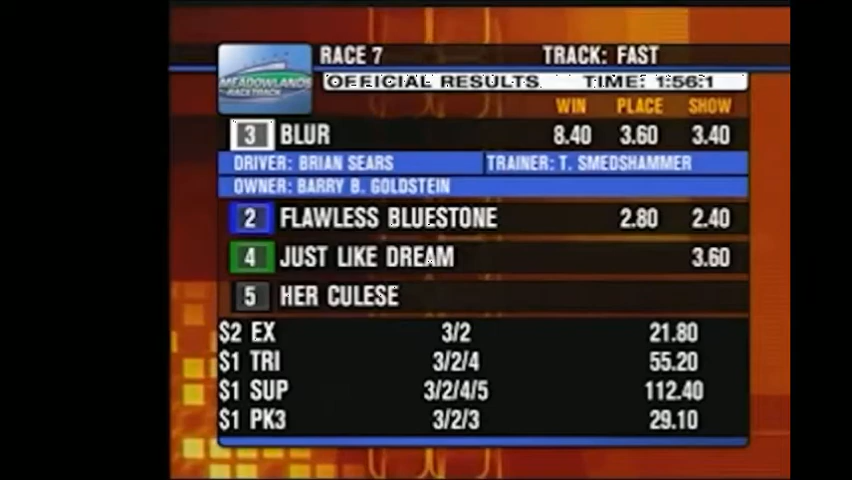 RACE 7 TRACK: FAST
MEADOWLANDS
RACETRACK
OFFICIAL RESULTS TIME: 1:56:1
WIN PLACE SHOW
3 BLUR 8.40 3.60 3.40
DRIVER: BRIAN SEARS TRAINER: T. SMEDSHAMMER
OWNER: BARRY B. GOLDSTEIN
2 FLAWLESS BLUESTONE 2.80 2.40
4 JUST LIKE DREAM 3.60
5 HER CULESE
$2 EX 3/2 21.80
$1 TRI 3/2/4 55.20
$1 SUP 3/2/4/5 112.40
$1 PK3 3/2/3 29.10